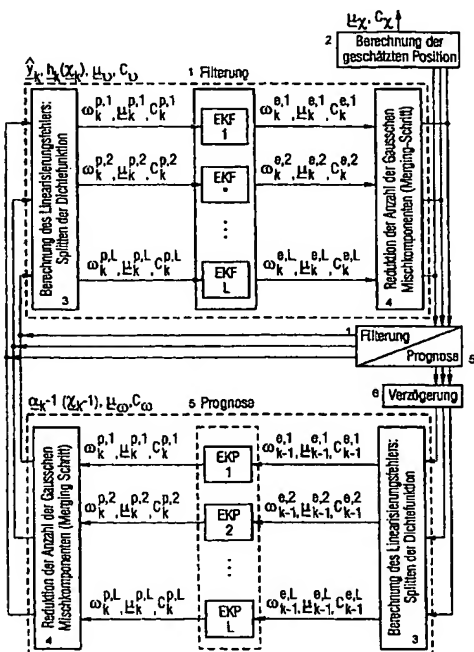 μ_χ, C_χ
2
Berechnung der
geschätzten Position
ŷ_k, h_k(χ_k), μ_υ, C_υ
1 Filterung
Berechnung des Linearisierungsfehlers:
Splitten der Dichtefunktion
3
ω_k^{p,1}, μ_k^{p,1}, C_k^{p,1}
EKF
1
ω_k^{e,1}, μ_k^{e,1}, C_k^{e,1}
ω_k^{p,2}, μ_k^{p,2}, C_k^{p,2}
EKF
•
ω_k^{e,2}, μ_k^{e,2}, C_k^{e,2}
⋮
⋮
⋮
ω_k^{p,L}, μ_k^{p,L}, C_k^{p,L}
EKF
L
ω_k^{e,L}, μ_k^{e,L}, C_k^{e,L}
Reduktion der Anzahl der Gausschen
Mischkomponenten (Merging-Schritt)
4
1
Filterung
Prognose
5
6
Verzögerung
α_k-1 (χ_k-1), μ_ω, C_ω
5 Prognose
Reduktion der Anzahl der Gausschen
Mischkomponenten (Merging Schritt)
4
ω_k^{p,1}, μ_k^{p,1}, C_k^{p,1}
EKP
1
ω_{k-1}^{e,1}, μ_{k-1}^{e,1}, C_{k-1}^{e,1}
ω_k^{p,2}, μ_k^{p,2}, C_k^{p,2}
EKP
2
ω_{k-1}^{e,2}, μ_{k-1}^{e,2}, C_{k-1}^{e,2}
⋮
⋮
⋮
ω_k^{p,L}, μ_k^{p,L}, C_k^{p,L}
EKP
L
ω_{k-1}^{e,L}, μ_{k-1}^{e,L}, C_{k-1}^{e,L}
Berechnung des Linearisierungsfehlers:
Splitten der Dichtefunktion
3